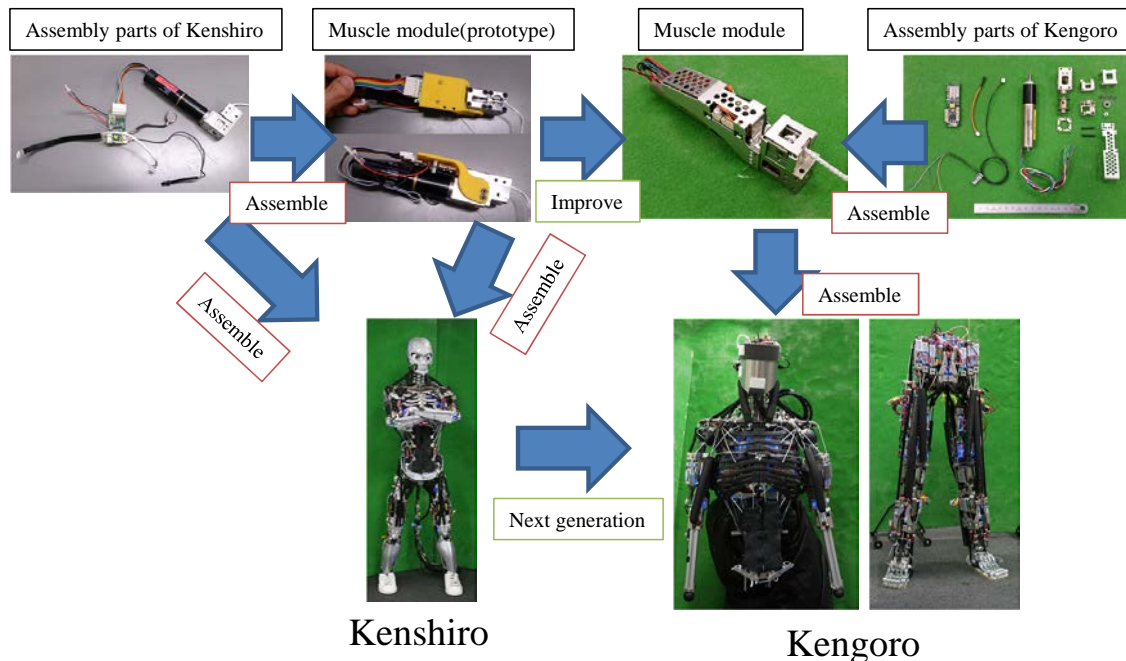 Assembly parts of Kenshiro
Muscle module(prototype)
Muscle module
Assembly parts of Kengoro
Assemble
Improve
Assemble
Assemble
Assemble
Assemble
Next generation
Kenshiro
Kengoro